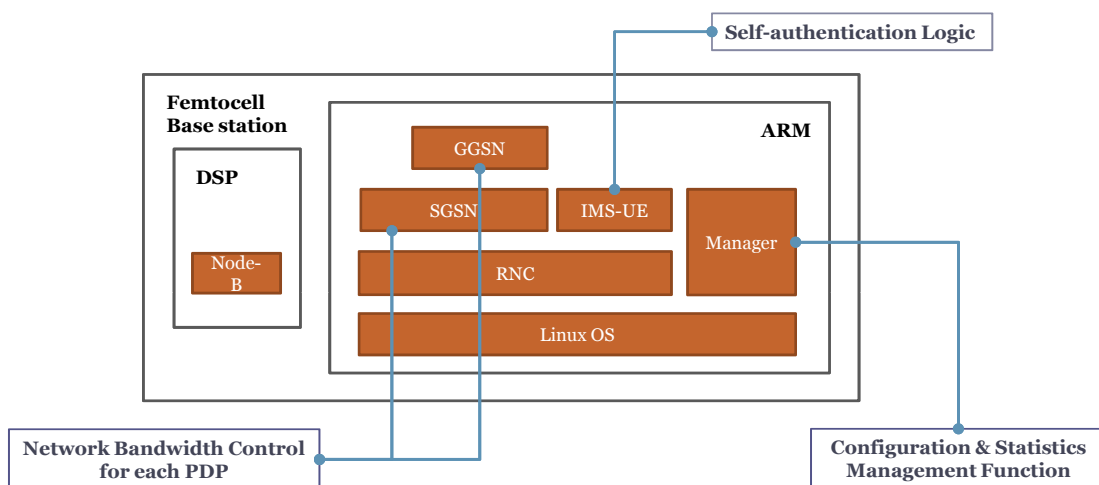 Self-authentication Logic
Femtocell
Base station
ARM
GGSN
DSP
SGSN
IMS-UE
Manager
Node-
B
RNC
Linux OS
Network Bandwidth Control
for each PDP
Configuration & Statistics
Management Function